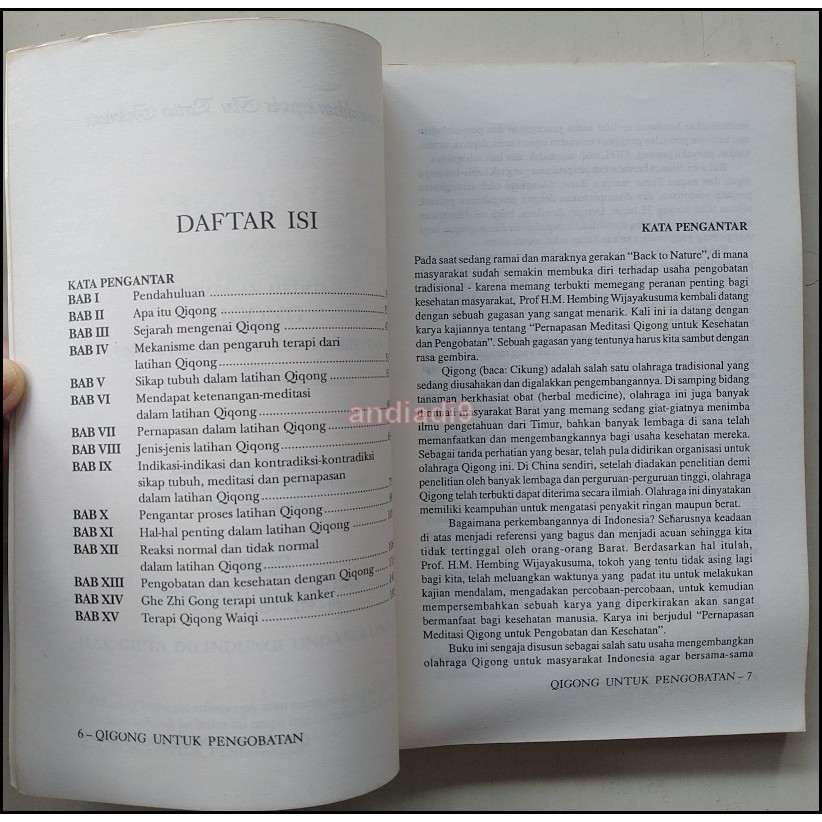 DAFTAR ISI
KATA PENGANTAR
BAB I Pendahuluan
BAB II Apa itu Qiqong
BAB III Sejarah mengenai Qiqong
BAB IV Mekanisme dan pengaruh terapi dari
latihan Qiqong
BAB V Sikap tubuh dalam latihan Qiqong
BAB VI Mendapat ketenangan-meditasi
dalam latihan Qiqong
BAB VII Pernapasan dalam latihan Qiqong
BAB VIII Jenis-jenis latihan Qiqong
BAB IX Indikasi-indikasi dan kontradiksi-kontradiksi
sikap tubuh, meditasi dan pernapasan
dalam latihan Qiqong
BAB X Pengantar proses latihan Qiqong
BAB XI Hal-hal penting dalam latihan Qiqong
BAB XII Reaksi normal dan tidak normal
dalam latihan Qiqong
BAB XIII Pengobatan dan kesehatan dengan Qiqong
BAB XIV Ghe Zhi Gong terapi untuk kanker
BAB XV Terapi Qiqong Waiqi
6 – QIGONG UNTUK PENGOBATAN
KATA PENGANTAR
Pada saat sedang ramai dan maraknya gerakan "Back to Nature", di mana
masyarakat sudah semakin membuka diri terhadap usaha pengobatan
tradisional - karena memang terbukti memegang peranan penting bagi
kesehatan masyarakat, Prof H.M. Hembing Wijayakusuma kembali datang
dengan sebuah gagasan yang sangat menarik. Kali ini ia datang dengan
karya kajiannya tentang "Pernapasan Meditasi Qigong untuk Kesehatan
dan Pengobatan". Sebuah gagasan yang tentunya harus kita sambut dengan
rasa gembira.
Qigong (baca: Cikung) adalah salah satu olahraga tradisional yang
sedang diusahakan dan digalakkan pengembangannya. Di samping bidang
tanaman berkhasiat obat (herbal medicine), olahraga ini juga banyak
diminati masyarakat Barat yang memang sedang giat-giatnya menimba
ilmu pengetahuan dari Timur, bahkan banyak lembaga di sana telah
memanfaatkan dan mengembangkannya bagi usaha kesehatan mereka.
Sebagai tanda perhatian yang besar, telah pula didirikan organisasi untuk
olahraga Qigong ini. Di China sendiri, setelah diadakan penelitian demi
penelitian oleh banyak lembaga dan perguruan-perguruan tinggi, olahraga
Qigong telah terbukti dapat diterima secara ilmiah. Olahraga ini dinyatakan
memiliki keampuhan untuk mengatasi penyakit ringan maupun berat.
Bagaimana perkembangannya di Indonesia? Seharusnya keadaan
di atas menjadi referensi yang bagus dan menjadi acuan sehingga kita
tidak tertinggal oleh orang-orang Barat. Berdasarkan hal itulah,
Prof. H.M. Hembing Wijayakusuma, tokoh yang tentu tidak asing lagi
bagi kita, telah meluangkan waktunya yang padat itu untuk melakukan
kajian mendalam, mengadakan percobaan-percobaan, untuk kemudian
mempersembahkan sebuah karya yang diperkirakan akan sangat
bermanfaat bagi kesehatan manusia. Karya ini berjudul "Pernapasan
Meditasi Qigong untuk Pengobatan dan Kesehatan".
Buku ini sengaja disusun sebagai salah satu usaha mengembangkan
olahraga Qigong untuk masyarakat Indonesia agar bersama-sama
QIGONG UNTUK PENGOBATAN – 7
andiadi9